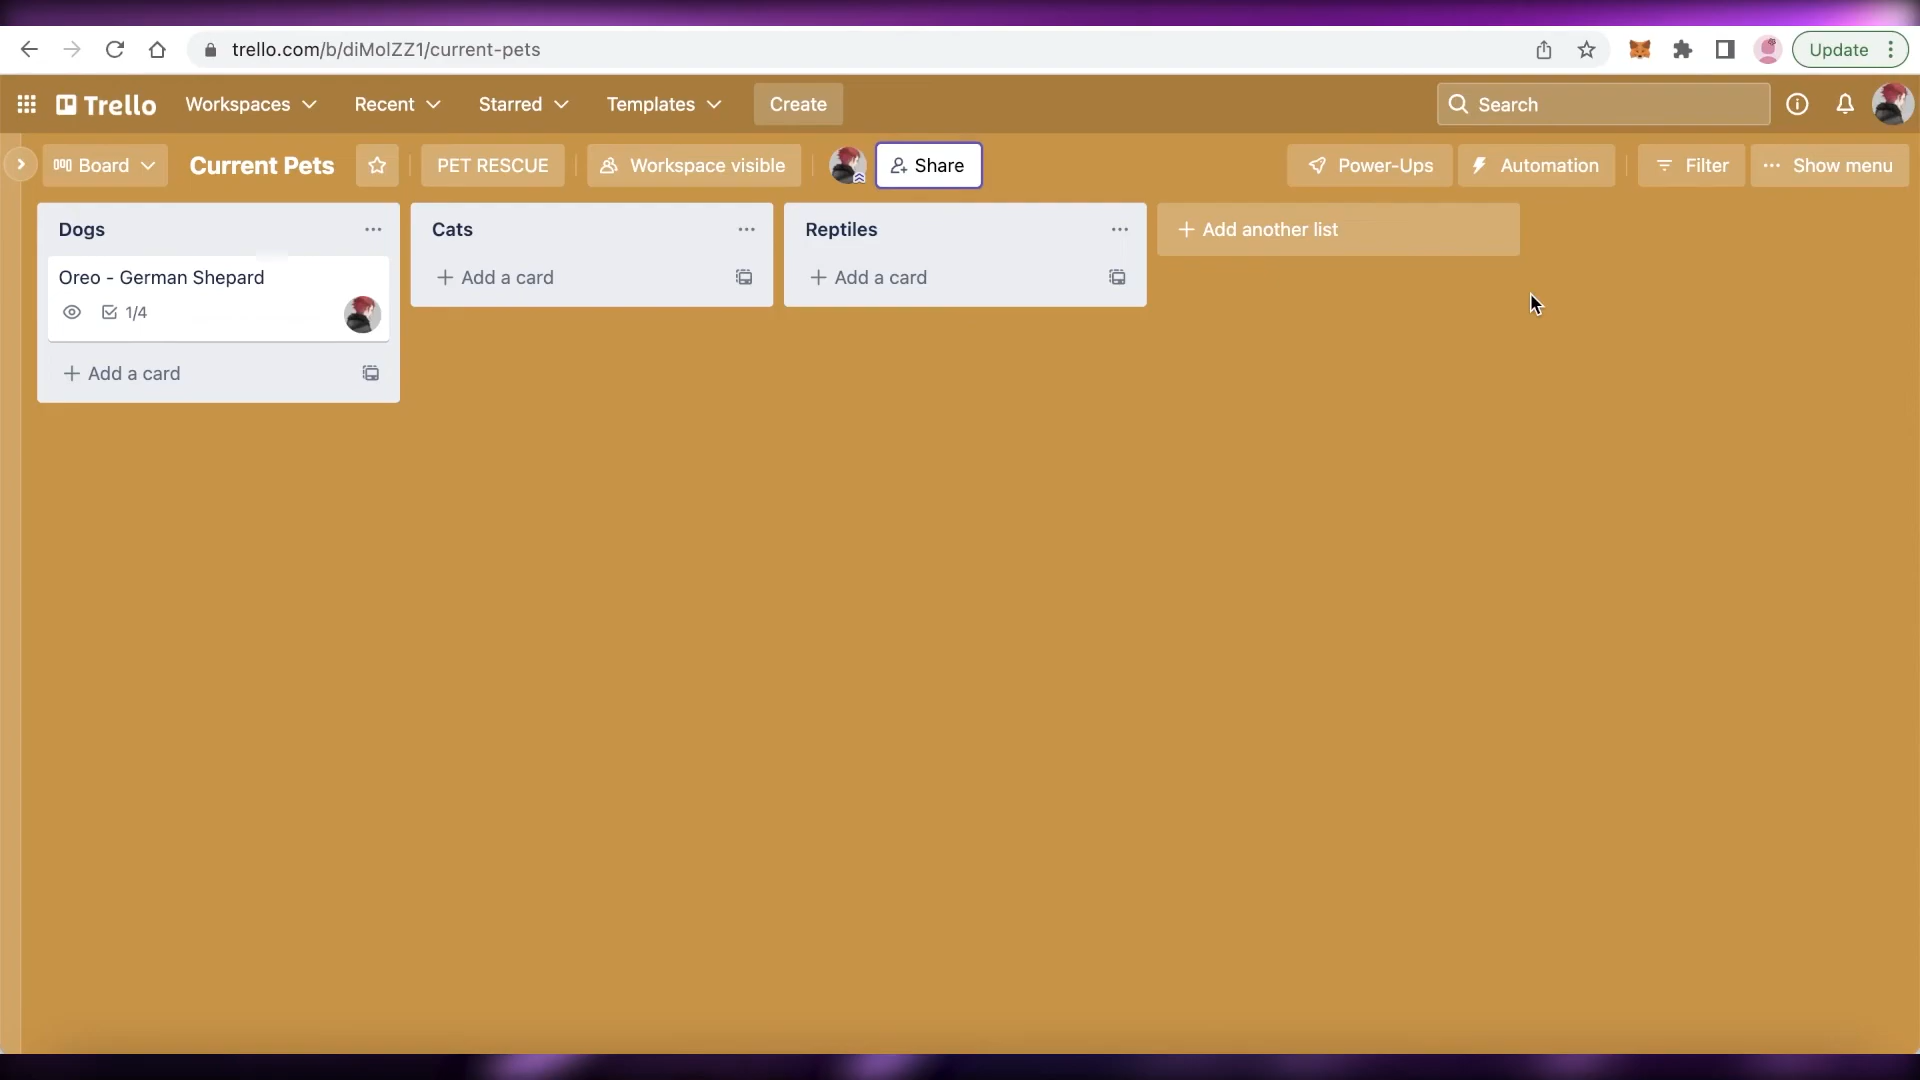 trello.com/b/diMolZZ1/current-pets
Update
Trello Workspaces Recent Starred Templates Create Search
Board Current Pets PET RESCUE Workspace visible Share Power-Ups Automation Filter Show menu
Dogs
Oreo - German Shepard
1/4
+ Add a card
Cats
+ Add a card
Reptiles
+ Add a card
+ Add another list